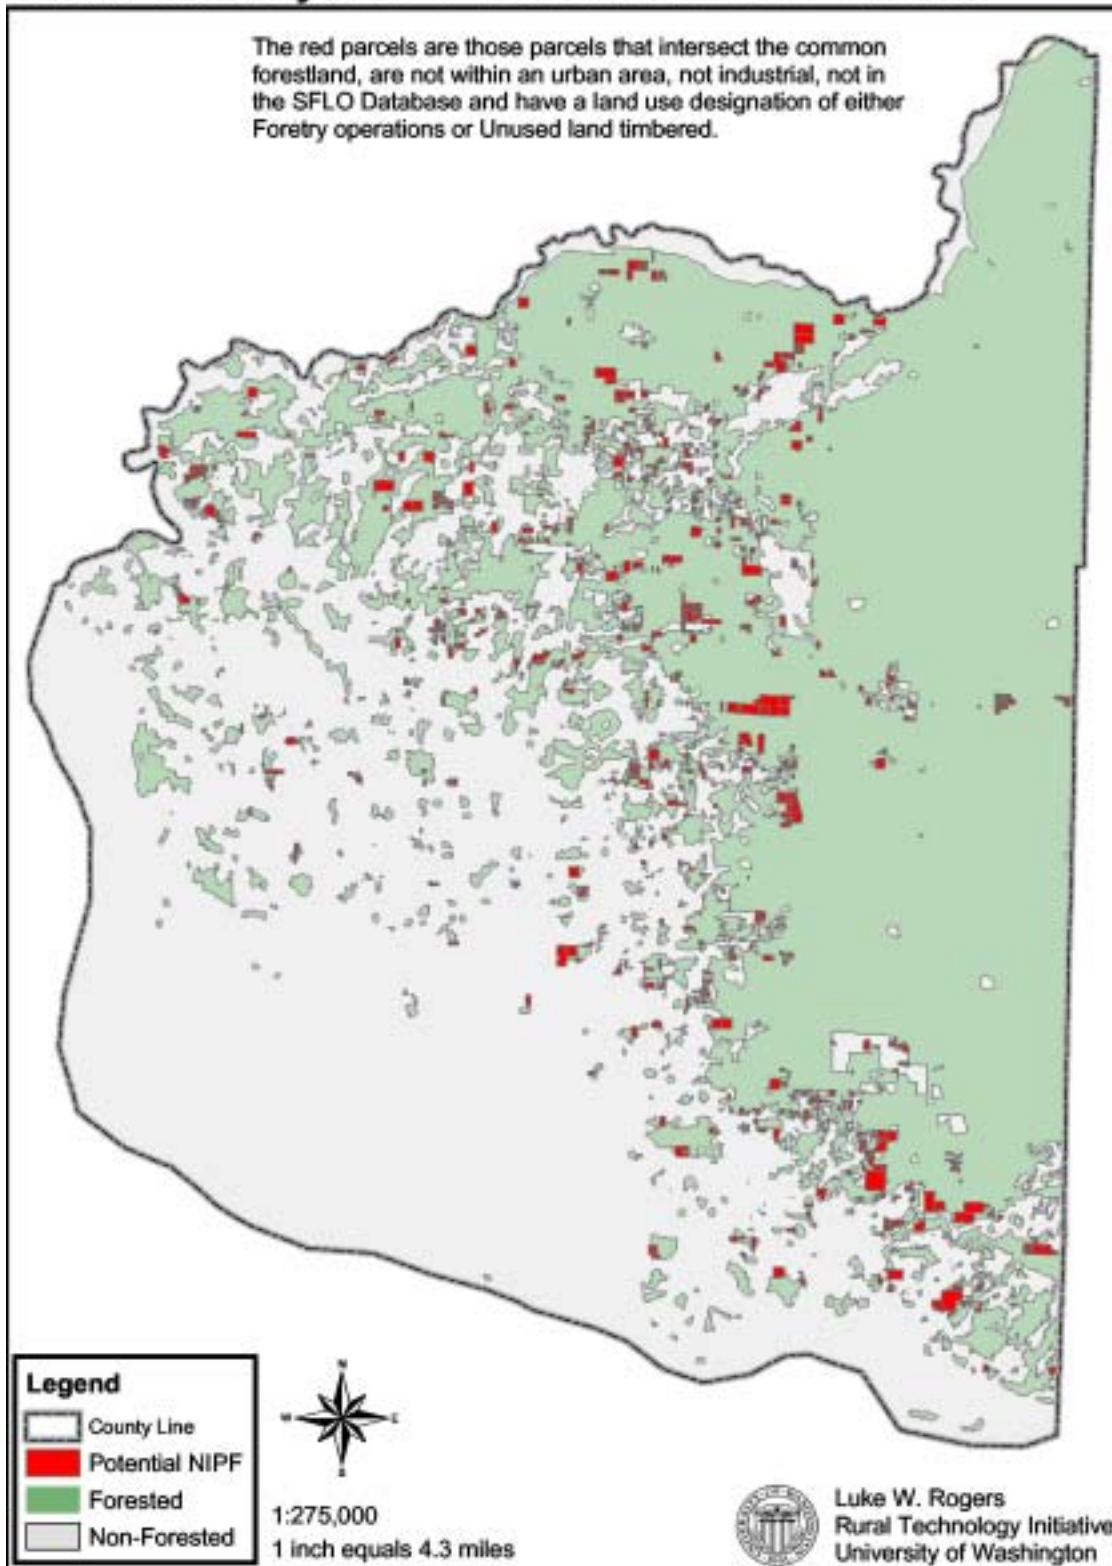 The red parcels are those parcels that intersect the common
forestland, are not within an urban area, not industrial, not in
the SFLO Database and have a land use designation of either
Foretry operations or Unused land timbered.
Legend
County Line
Potential NIPF
Forested
Non-Forested
N
W
E
S
1:275,000
1 inch equals 4.3 miles
Luke W. Rogers
Rural Technology Initiative
University of Washington